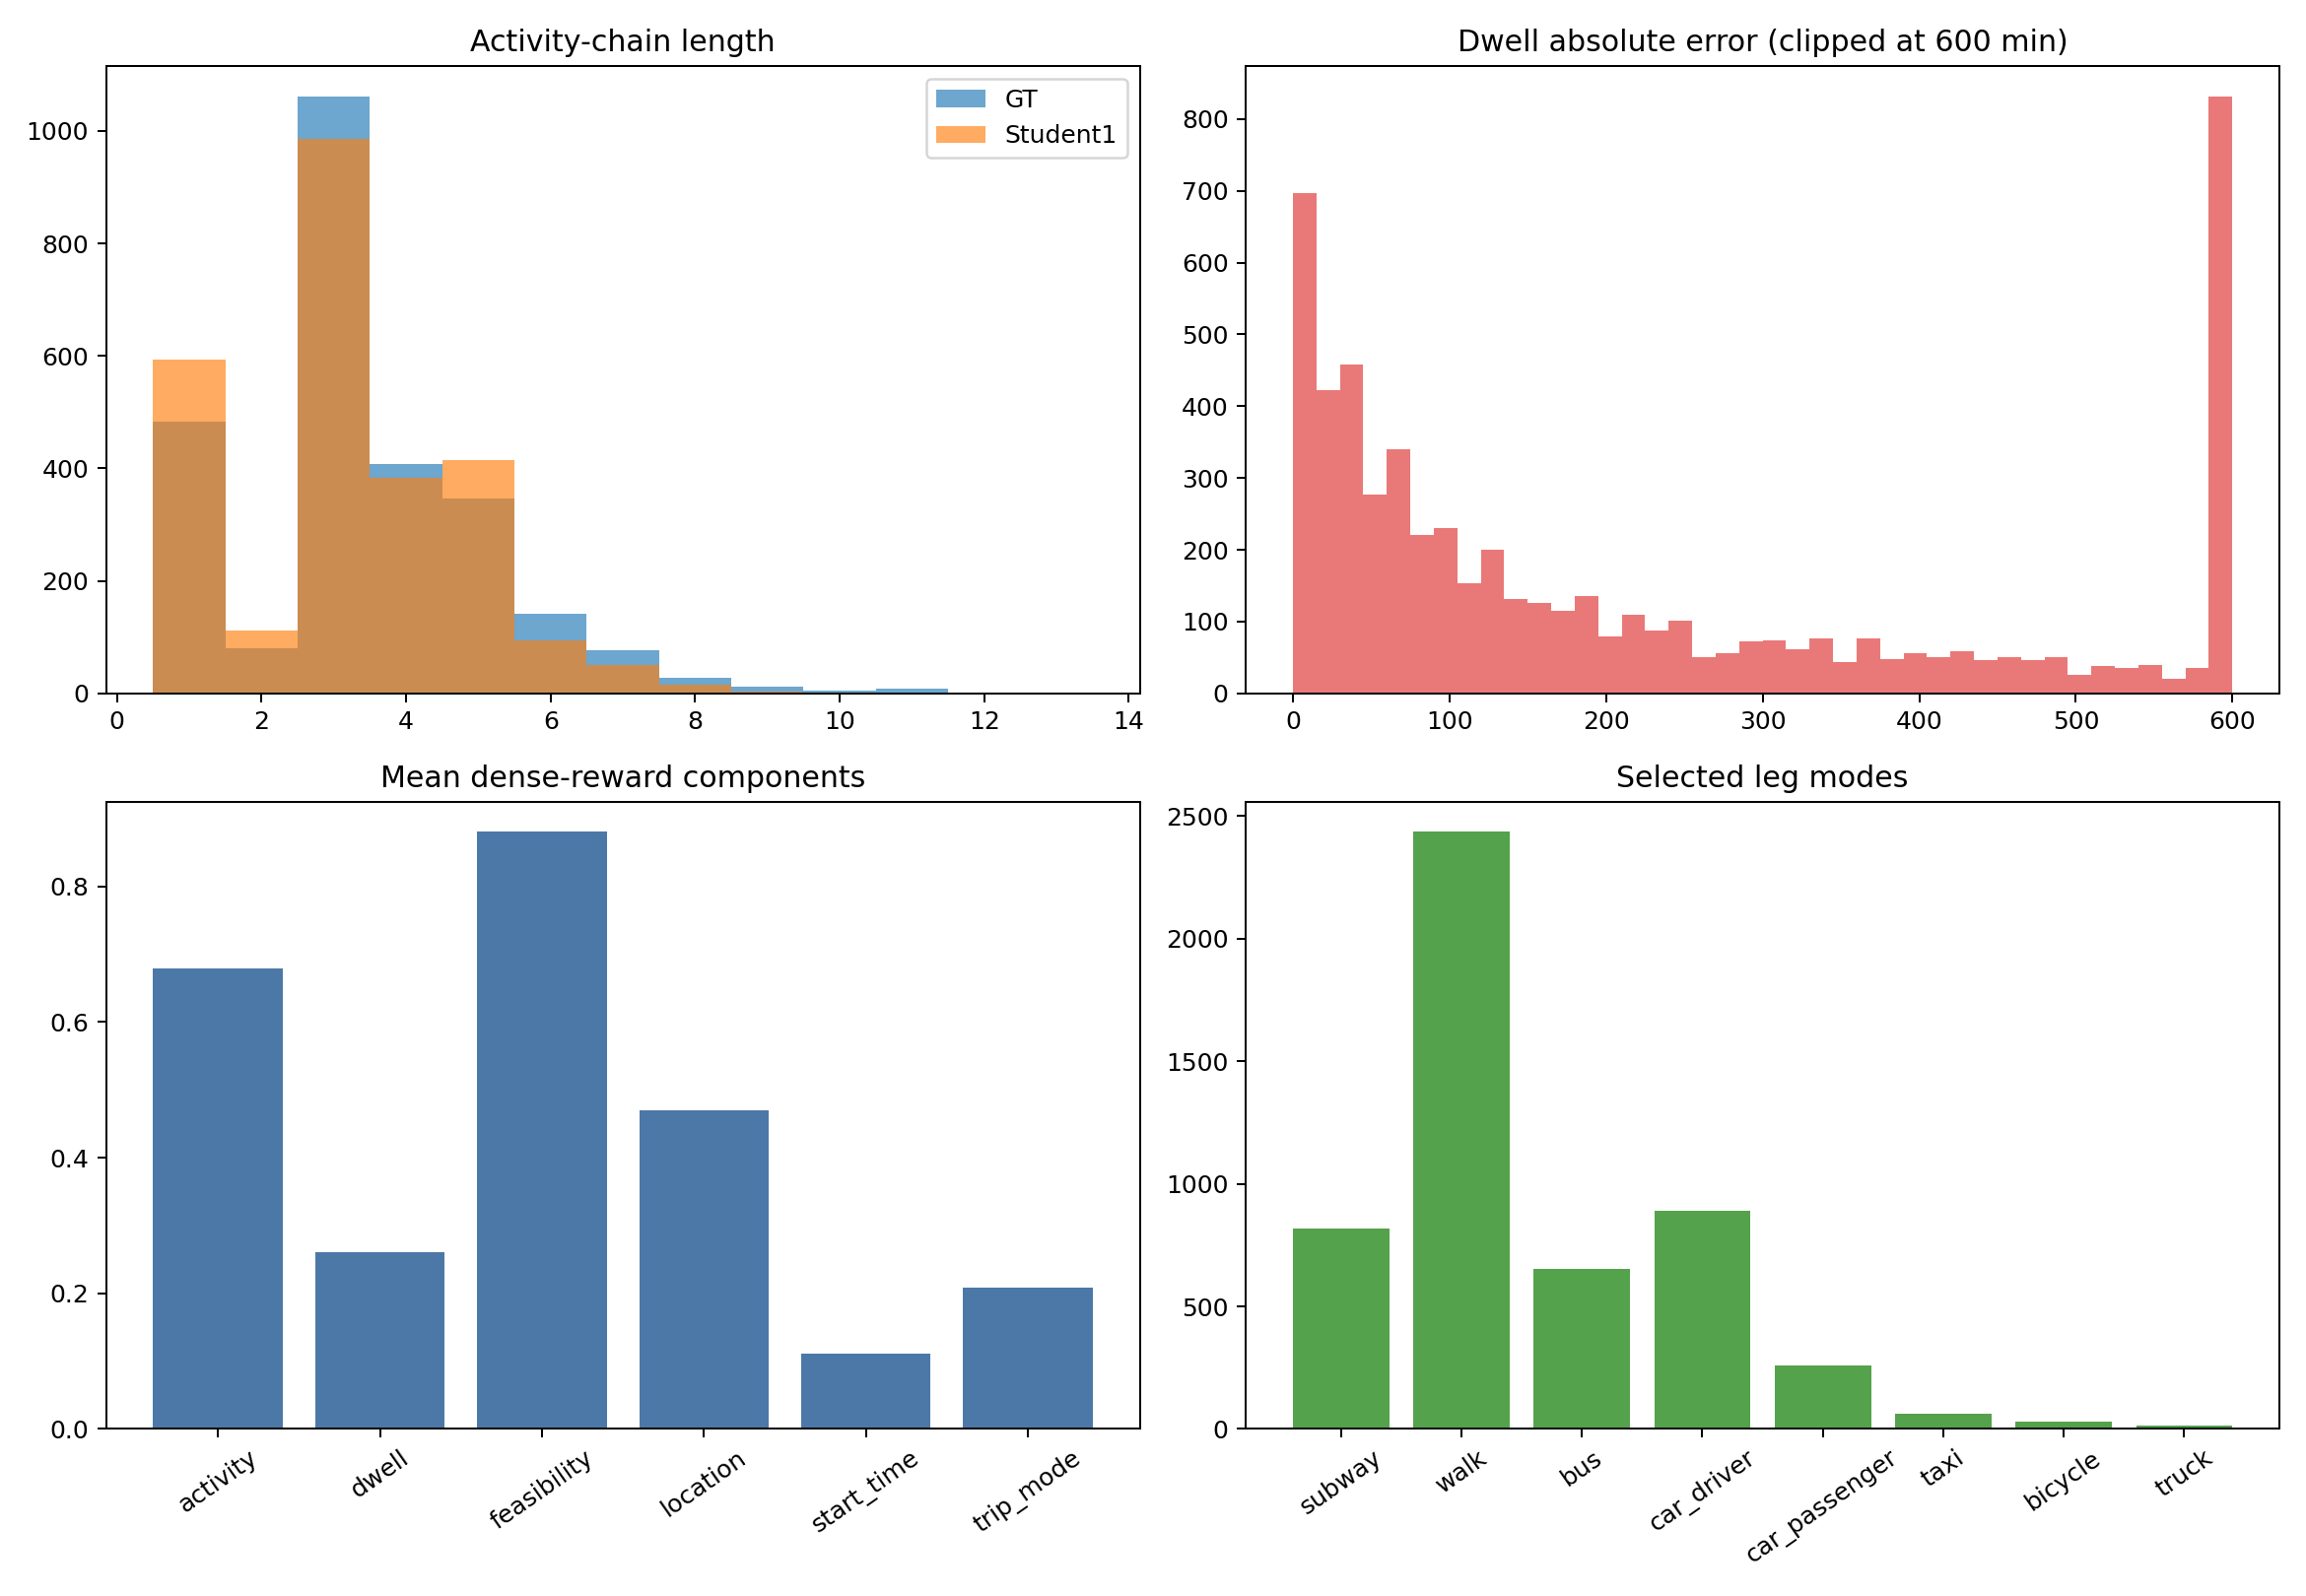 Activity-chain length
GT
Student1
1000
800
600
400
200
0
0 2 4 6 8 10 12 14
Dwell absolute error (clipped at 600 min)
800
700
600
500
400
300
200
100
0
0 100 200 300 400 500 600
Mean dense-reward components
0.8
0.6
0.4
0.2
0.0
activity dwell feasibility location start_time trip_mode
Selected leg modes
2500
2000
1500
1000
500
0
subway walk bus car_driver car_passenger taxi bicycle truck